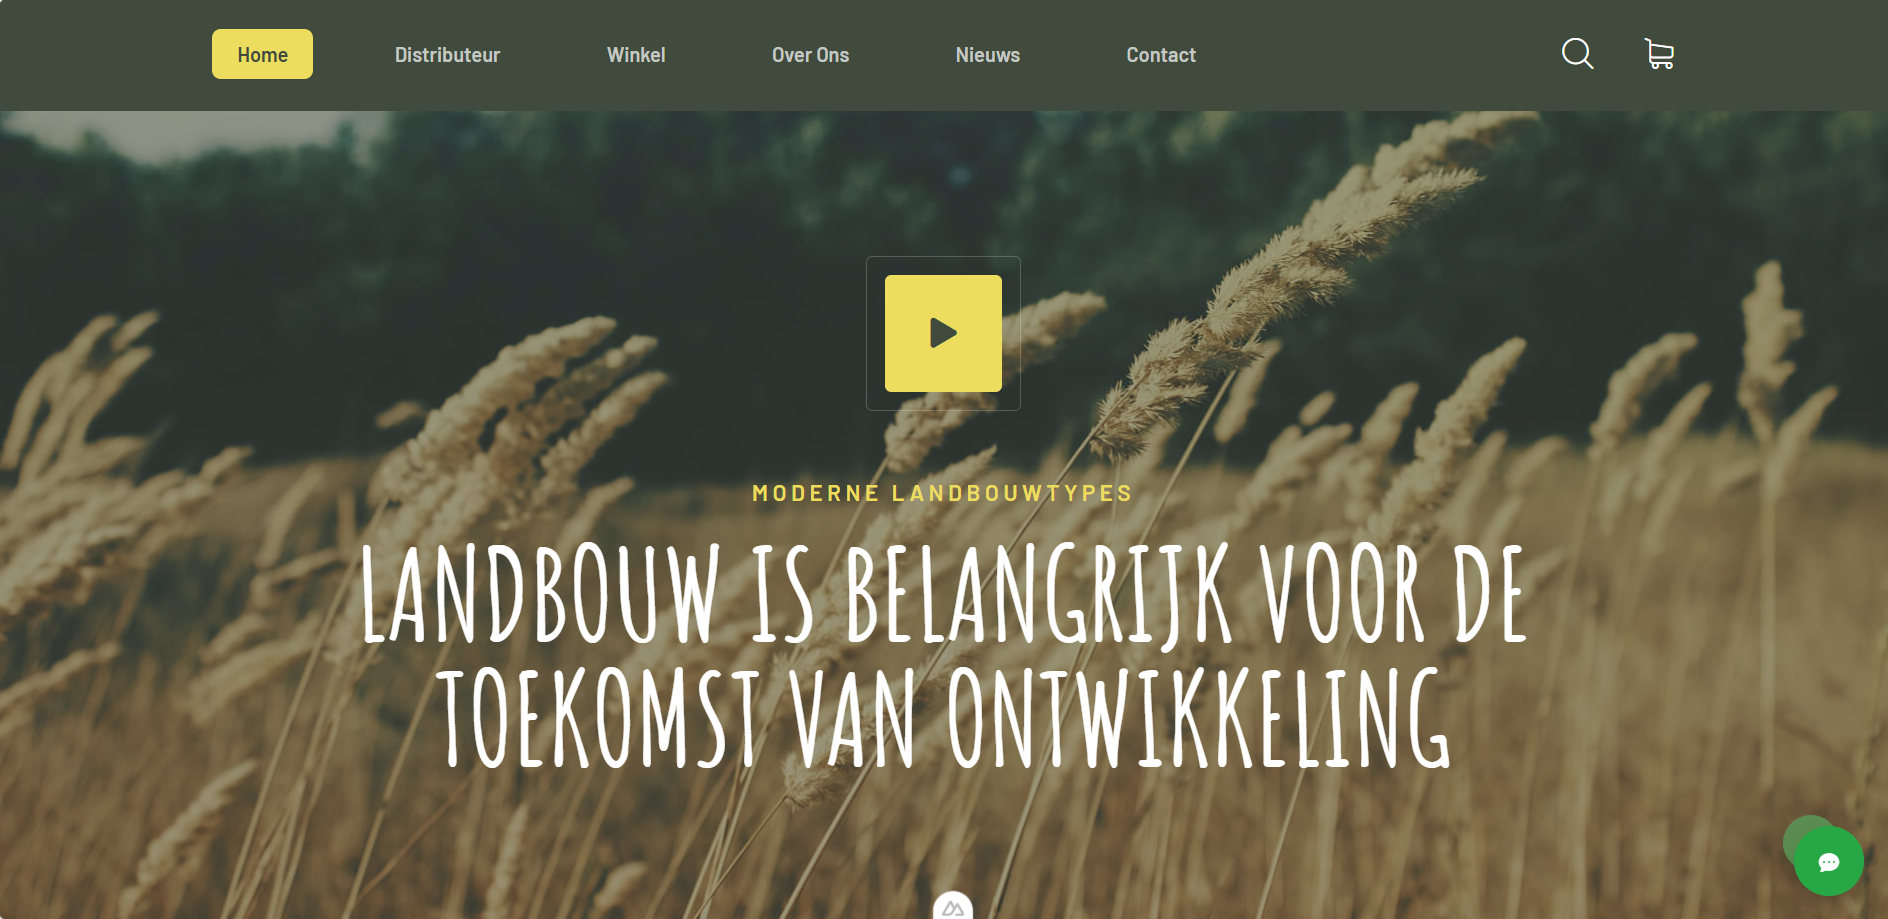 Home
Distributeur
Winkel
Over Ons
Nieuws
Contact
MODERNE LANDBOUWTYPES
LANDBOUW IS BELANGRIJK VOOR DE
TOEKOMST VAN ONTWIKKELING